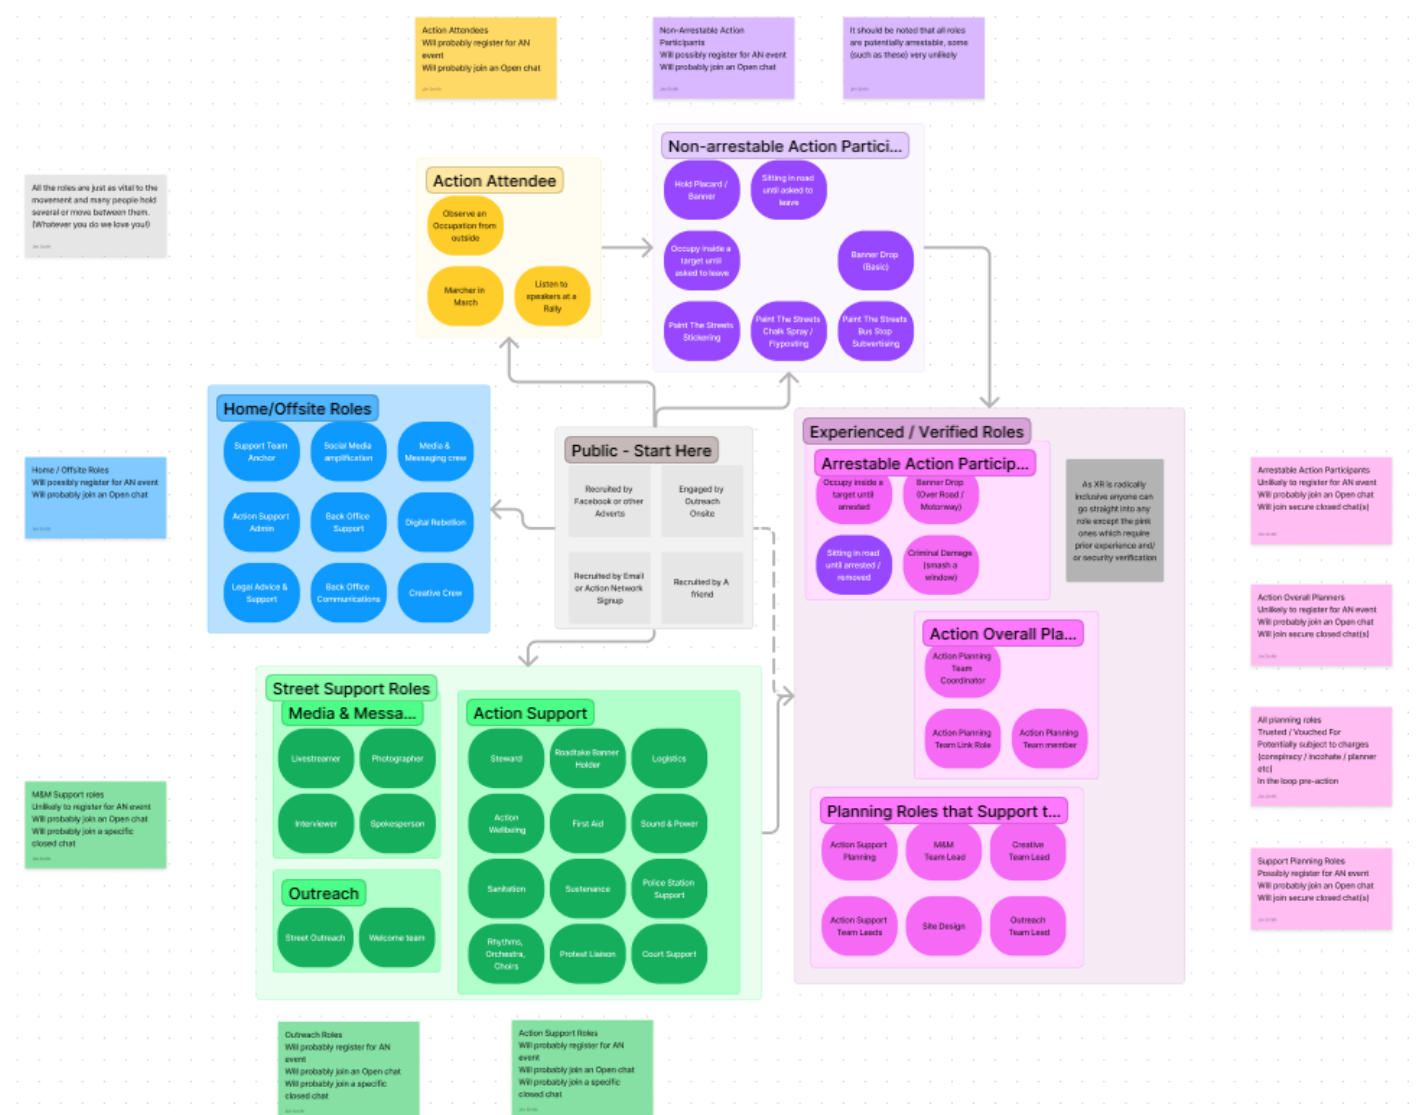 Action Attendees
Will probably register for AN
event
Will probably join an Open chat
Jen Smith
Non-Arrestable Action
Participants
Will possibly register for AN event
Will probably join an Open chat
Jen Smith
It should be noted that all roles
are potentially arrestable, some
(such as these) very unlikely
Jen Smith
All the roles are just as vital to the
movement and many people hold
several or move between them.
(Whatever you do we love you!)
Jen Smith
Action Attendee
Observe an
Occupation from
outside
Marcher in
March
Listen to
speakers at a
Rally
Non-arrestable Action Partici...
Hold Placard /
Banner
Sitting in road
until asked to
leave
Occupy inside a
target until
asked to leave
Banner Drop
(Basic)
Paint The Streets
Stickering
Paint The Streets
Chalk Spray /
Flyposting
Paint The Streets
Bus Stop
Subvertising
Home / Offsite Roles
Will possibly register for AN event
Will probably join an Open chat
Jen Smith
Home/Offsite Roles
Support Team
Anchor
Social Media
amplification
Media &
Messaging crew
Action Support
Admin
Back Office
Support
Digital Rebellion
Legal Advice &
Support
Back Office
Communications
Creative Crew
Public - Start Here
Recruited by
Facebook or other
Adverts
Engaged by
Outreach
Onsite
Recruited by Email
or Action Network
Signup
Recruited by A
friend
Experienced / Verified Roles
Arrestable Action Particip...
Occupy inside a
target until
arrested
Banner Drop
(Over Road /
Motorway)
Sitting in road
until arrested /
removed
Criminal Damage
(smash a
window)
As XR is radically
inclusive anyone can
go straight into any
role except the pink
ones which require
prior experience and/
or security verification
Action Overall Pla...
Action Planning
Team
Coordinator
Action Planning
Team Link Role
Action Planning
Team member
Planning Roles that Support t...
Action Support
Planning
M&M
Team Lead
Creative
Team Lead
Action Support
Team Leads
Site Design
Outreach
Team Lead
Arrestable Action Participants
Unlikely to register for AN event
Will probably join an Open chat
Will join secure closed chat(s)
Jen Smith
Action Overall Planners
Unlikely to register for AN event
Will probably join an Open chat
Will join secure closed chat(s)
Jen Smith
All planning roles
Trusted / Vouched For
Potentially subject to charges
(conspiracy / incohate / planner
etc)
In the loop pre-action
Jen Smith
Support Planning Roles
Possibly register for AN event
Will probably join an Open chat
Will join secure closed chat(s)
Jen Smith
M&M Support roles
Unlikely to register for AN event
Will probably join an Open chat
Will probably join a specific
closed chat
Jen Smith
Street Support Roles
Media & Messa...
Livestreamer
Photographer
Interviewer
Spokesperson
Outreach
Street Outreach
Welcome team
Action Support
Steward
Roadtake Banner
Holder
Logistics
Action
Wellbeing
First Aid
Sound & Power
Sanitation
Sustenance
Police Station
Support
Rhythms,
Orchestra,
Choirs
Protest Liaison
Court Support
Outreach Roles
Will probably register for AN
event
Will probably join an Open chat
Will probably join a specific
closed chat
Jen Smith
Action Support Roles
Will probably register for AN
event
Will probably join an Open chat
Will probably join a specific
closed chat
Jen Smith